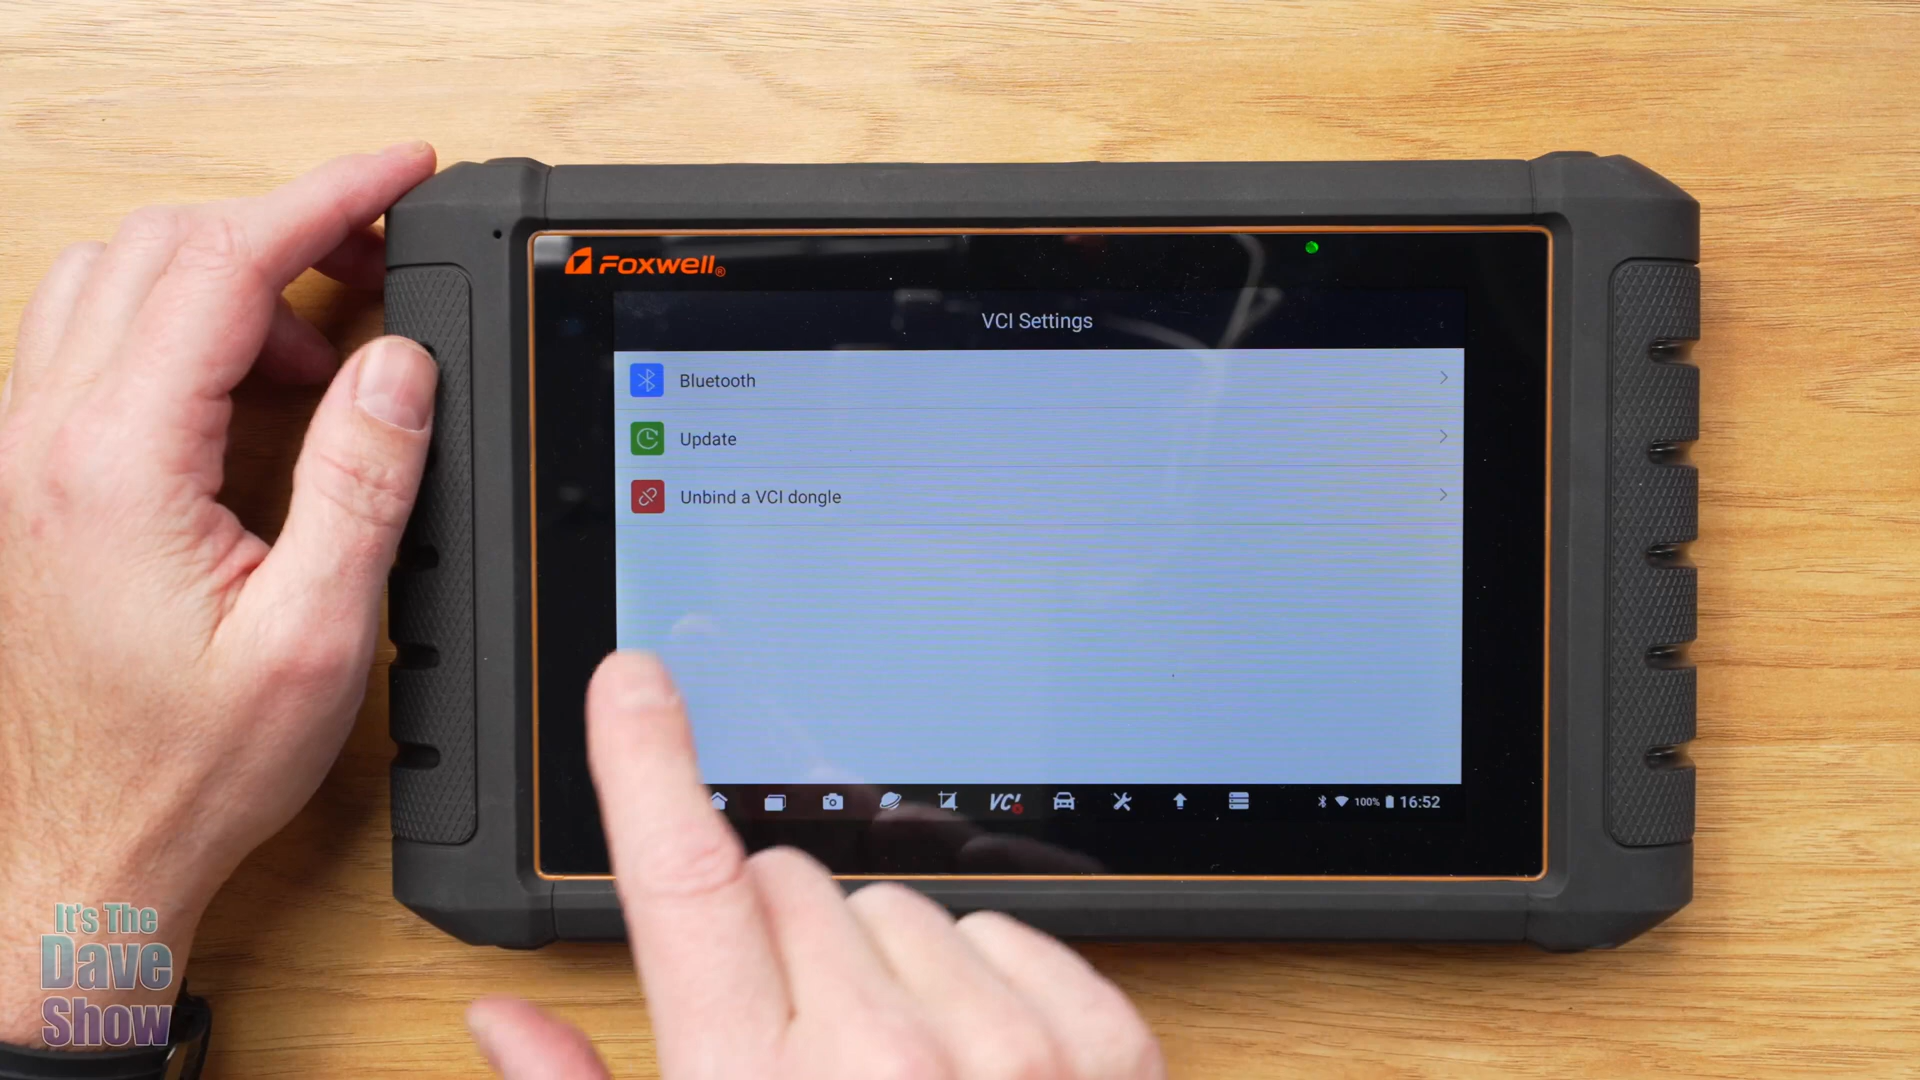 Foxwell®
VCI Settings
Bluetooth
Update
Unbind a VCI dongle
VCI
100%
16:52
It's The
Dave
Show